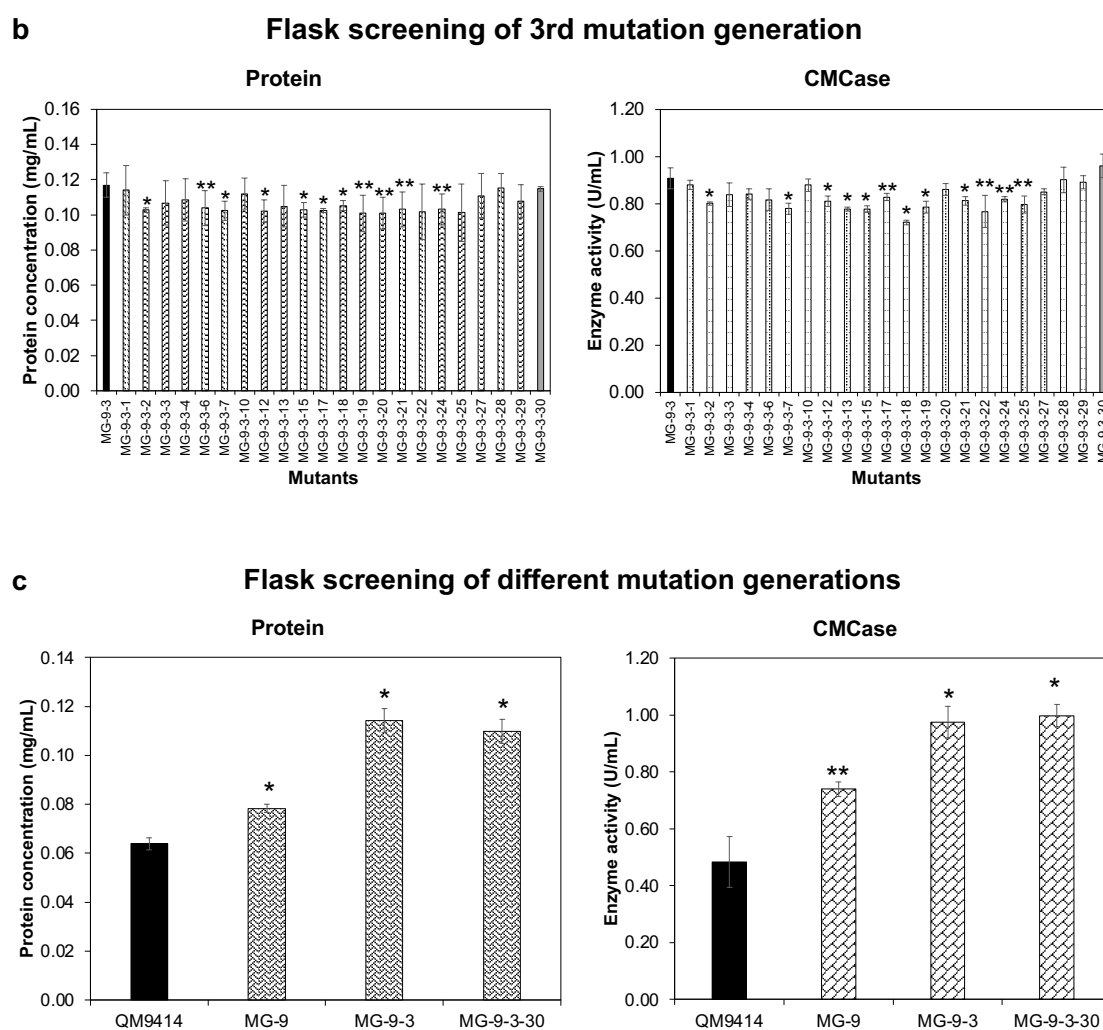 b
Flask screening of 3rd mutation generation
Protein
Protein concentration (mg/mL)
0.16
0.14
0.12
0.10
0.08
0.06
0.04
0.02
0.00
* ** * * * * * ** ** ** **
MG-9-3
MG-9-3-1
MG-9-3-2
MG-9-3-3
MG-9-3-4
MG-9-3-6
MG-9-3-7
MG-9-3-10
MG-9-3-12
MG-9-3-13
MG-9-3-15
MG-9-3-17
MG-9-3-18
MG-9-3-19
MG-9-3-20
MG-9-3-21
MG-9-3-22
MG-9-3-24
MG-9-3-25
MG-9-3-27
MG-9-3-28
MG-9-3-29
MG-9-3-30
Mutants
CMCase
Enzyme activity (U/mL)
1.20
1.00
0.80
0.60
0.40
0.20
0.00
* * * * * ** * * * ** ** **
MG-9-3
MG-9-3-1
MG-9-3-2
MG-9-3-3
MG-9-3-4
MG-9-3-6
MG-9-3-7
MG-9-3-10
MG-9-3-12
MG-9-3-13
MG-9-3-15
MG-9-3-17
MG-9-3-18
MG-9-3-19
MG-9-3-20
MG-9-3-21
MG-9-3-22
MG-9-3-24
MG-9-3-25
MG-9-3-27
MG-9-3-28
MG-9-3-29
MG-9-3-30
Mutants
c
Flask screening of different mutation generations
Protein
Protein concentration (mg/mL)
0.14
0.12
0.10
0.08
0.06
0.04
0.02
0.00
* * *
QM9414 MG-9 MG-9-3 MG-9-3-30
CMCase
Enzyme activity (U/mL)
1.20
1.00
0.80
0.60
0.40
0.20
0.00
** * *
QM9414 MG-9 MG-9-3 MG-9-3-30